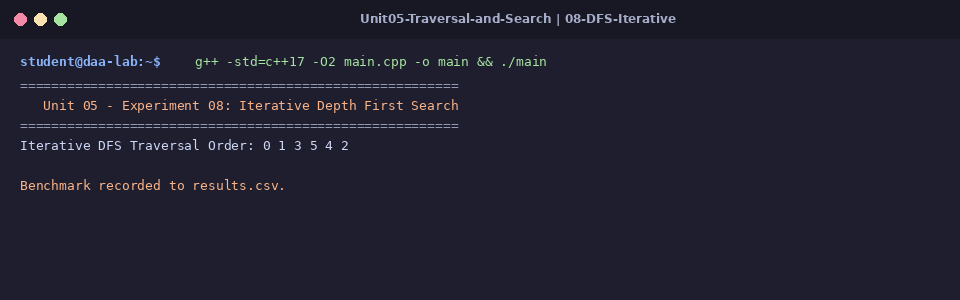 Unit05-Traversal-and-Search | 08-DFS-Iterative
student@daa-lab:~$ g++ -std=c++17 -O2 main.cpp -o main && ./main
========================================================
Unit 05 - Experiment 08: Iterative Depth First Search
========================================================
Iterative DFS Traversal Order: 0 1 3 5 4 2
Benchmark recorded to results.csv.